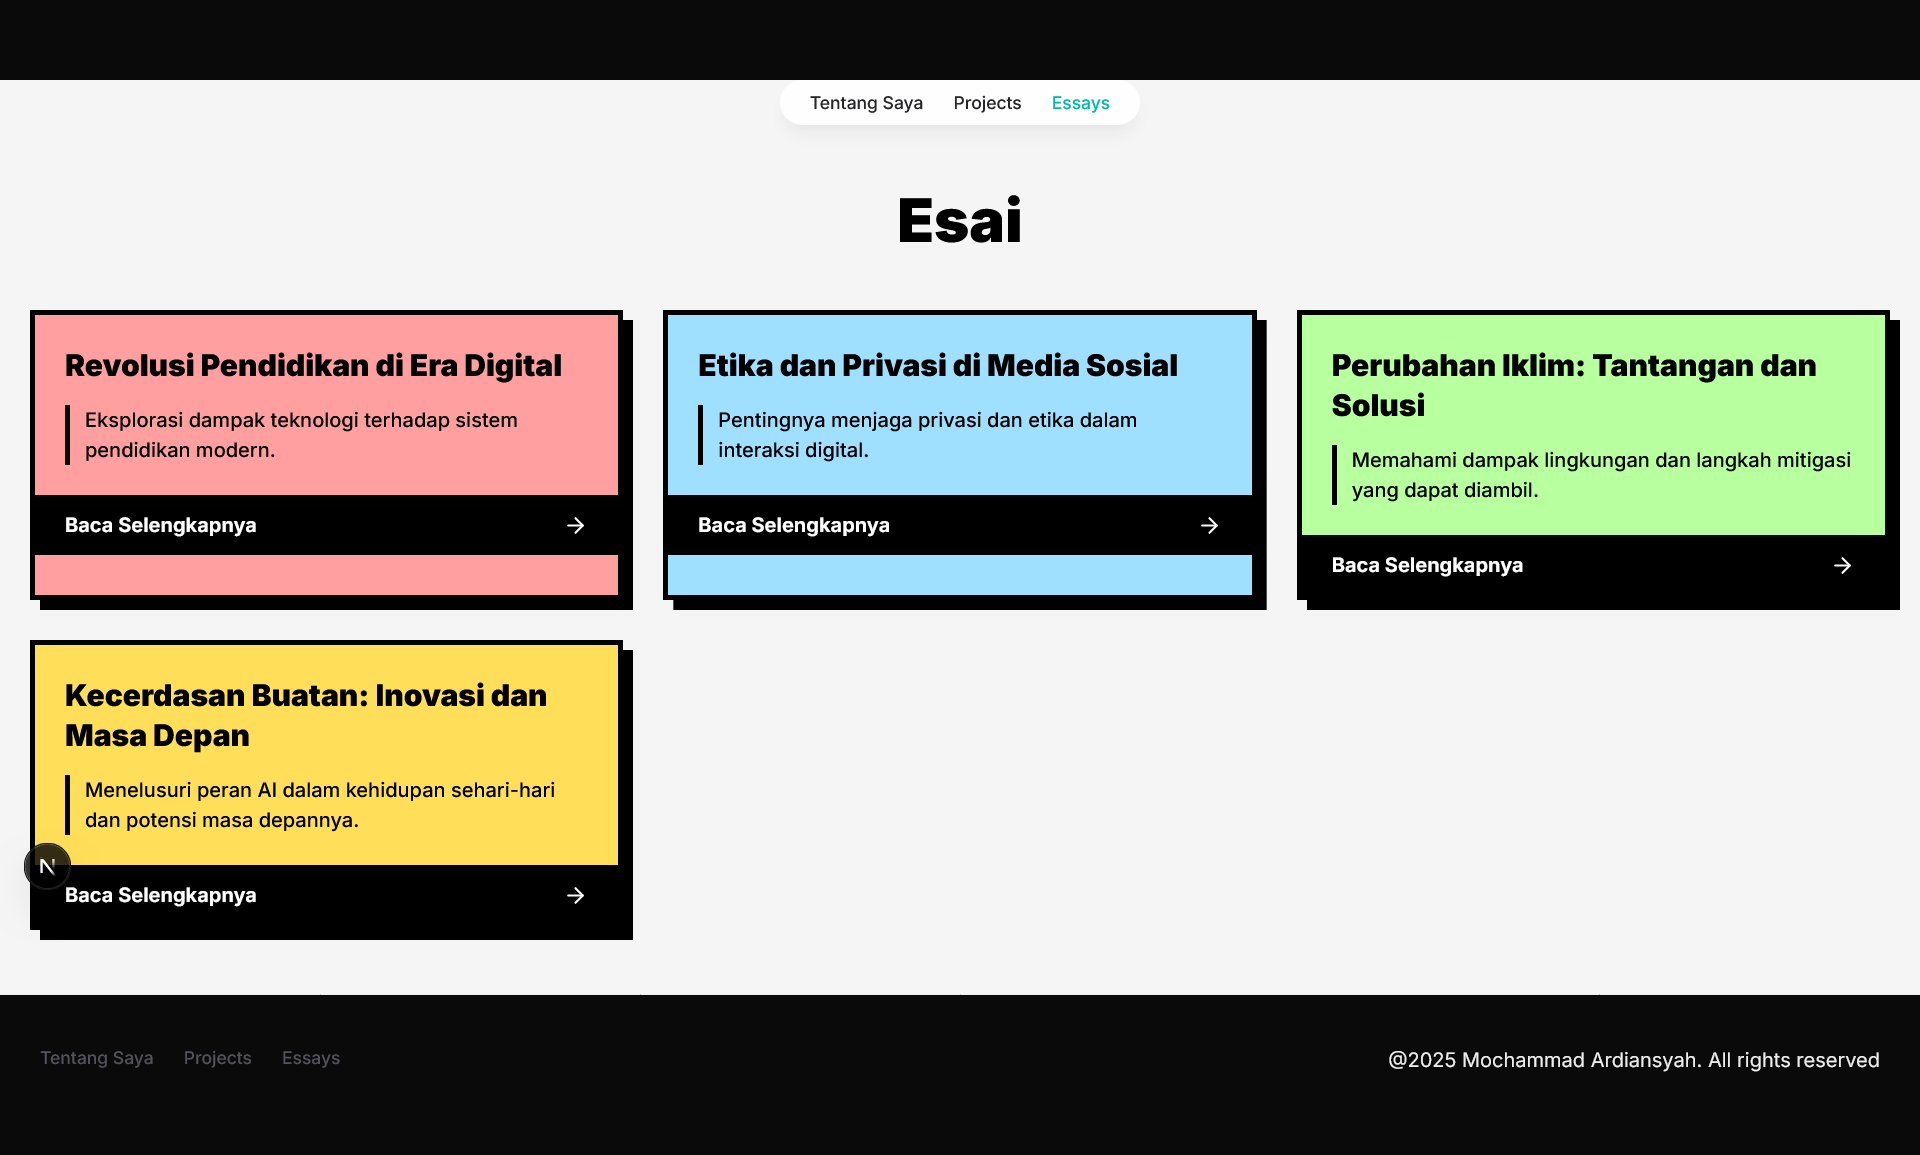 Tentang Saya Projects Essays
Esai
Revolusi Pendidikan di Era Digital
Eksplorasi dampak teknologi terhadap sistem
pendidikan modern.
Baca Selengkapnya
Etika dan Privasi di Media Sosial
Pentingnya menjaga privasi dan etika dalam
interaksi digital.
Baca Selengkapnya
Perubahan Iklim: Tantangan dan
Solusi
Memahami dampak lingkungan dan langkah mitigasi
yang dapat diambil.
Baca Selengkapnya
Kecerdasan Buatan: Inovasi dan
Masa Depan
Menelusuri peran AI dalam kehidupan sehari-hari
dan potensi masa depannya.
N
Baca Selengkapnya
Tentang Saya Projects Essays
@2025 Mochammad Ardiansyah. All rights reserved